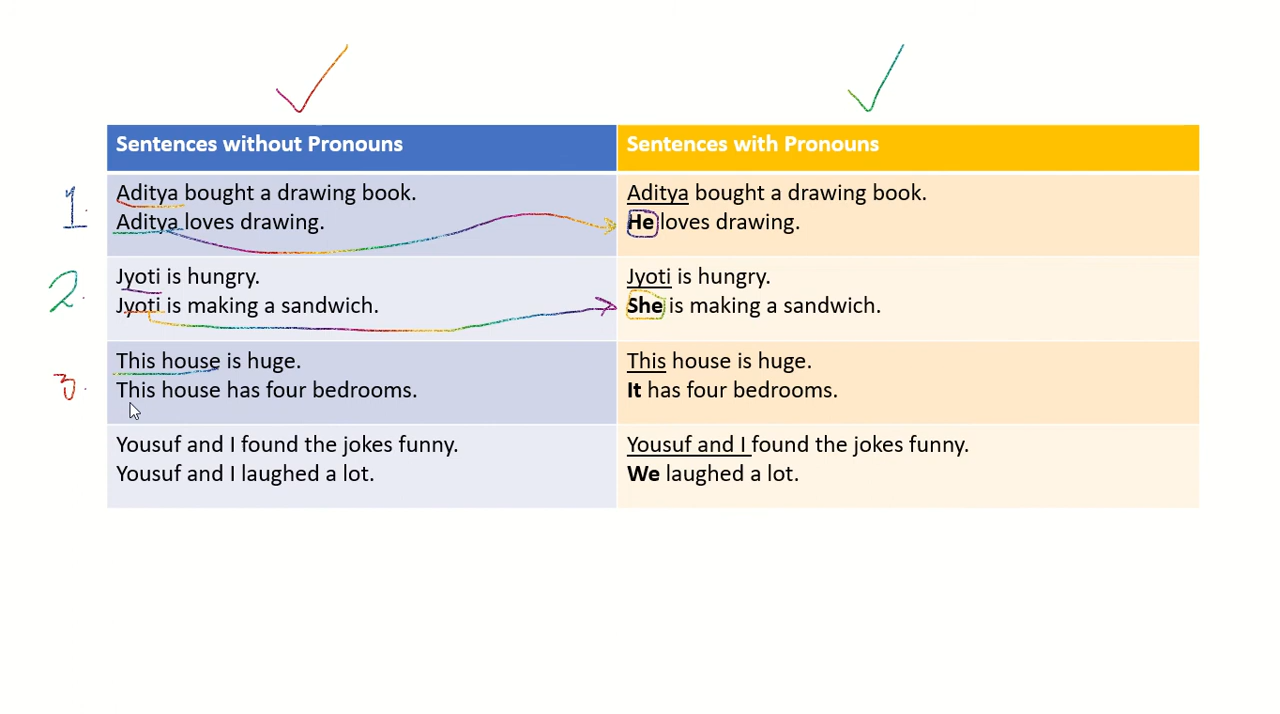 Sentences without Pronouns
Sentences with Pronouns
1.
Aditya bought a drawing book.
Aditya loves drawing.
Aditya bought a drawing book.
He loves drawing.
2.
Jyoti is hungry.
Jyoti is making a sandwich.
Jyoti is hungry.
She is making a sandwich.
3.
This house is huge.
This house has four bedrooms.
This house is huge.
It has four bedrooms.
Yousuf and I found the jokes funny.
Yousuf and I laughed a lot.
Yousuf and I found the jokes funny.
We laughed a lot.